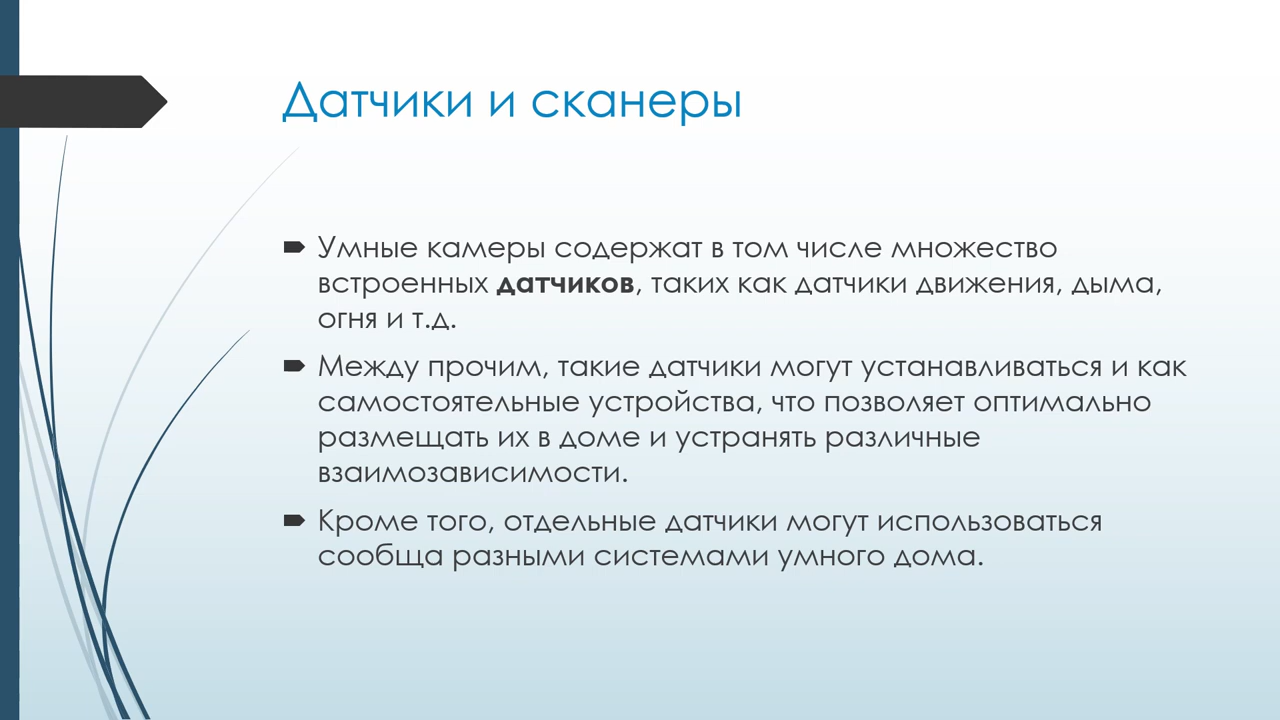 Датчики и сканеры
Умные камеры содержат в том числе множество
встроенных датчиков, таких как датчики движения, дыма,
огня и т.д.
Между прочим, такие датчики могут устанавливаться и как
самостоятельные устройства, что позволяет оптимально
размещать их в доме и устранять различные
взаимозависимости.
Кроме того, отдельные датчики могут использоваться
сообща разными системами умного дома.